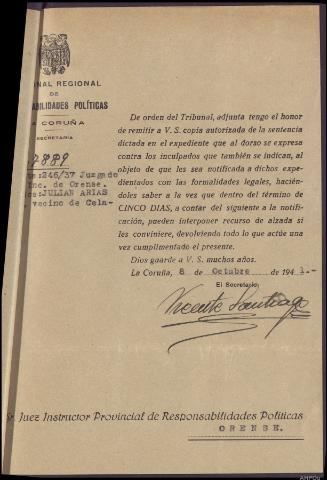 NAL REGIONAL
DE
ABILIDADES POLÍTICAS
A CORUÑA
SECRETARÍA
7889
246/37 Juzgado
inc. de Orense.
JULIAN ARIAS
vecino de Cela-
De orden del Tribunal, adjunta tengo el honor
de remitir a V. S. copia autorizada de la sentencia
dictada en el expediente que al dorso se expresa
contra los inculpados que también se indican, al
objeto de que les sea notificada a dichos expe-
dientados con las formalidades legales, hacién-
doles saber a la vez que dentro del término de
CINCO DIAS, a contar del siguiente a la notifi-
cación, pueden interponer recurso de alzada si
les conviniere, devolviendo todo lo que actúe una
vez cumplimentado el presente.
Dios guarde a V. S. muchos años.
La Coruña, 8 de Octubre de 1941.-
El Secretario,
Vicente Santiago
Juez Instructor Provincial de Responsabilidades Políticas
ORENSE.